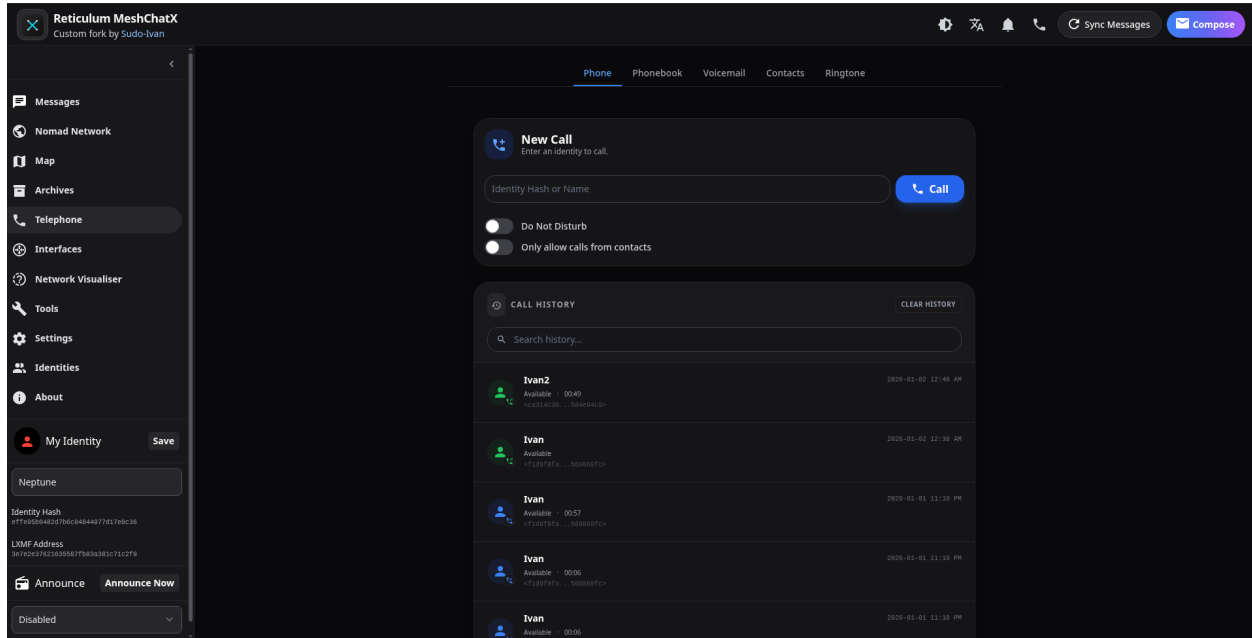 Reticulum MeshChatX
Custom fork by Sudo-Ivan
Sync Messages
Compose
Messages
Nomad Network
Map
Archives
Telephone
Interfaces
Network Visualiser
Tools
Settings
Identities
About
My Identity
Save
Neptune
Identity Hash
LXMF Address
Announce
Announce Now
Disabled
Phone
Phonebook
Voicemail
Contacts
Ringtone
New Call
Enter an identity to call.
Identity Hash or Name
Call
Do Not Disturb
Only allow calls from contacts
CALL HISTORY
CLEAR HISTORY
Search history...
Ivan2
2026-01-02 12:40 AM
Available · 00:49
Ivan
2026-01-02 12:36 AM
Available
Ivan
2026-01-01 11:19 PM
Available · 00:57
Ivan
2026-01-01 11:19 PM
Available · 00:06
Ivan
2026-01-01 11:18 PM
Available · 00:06